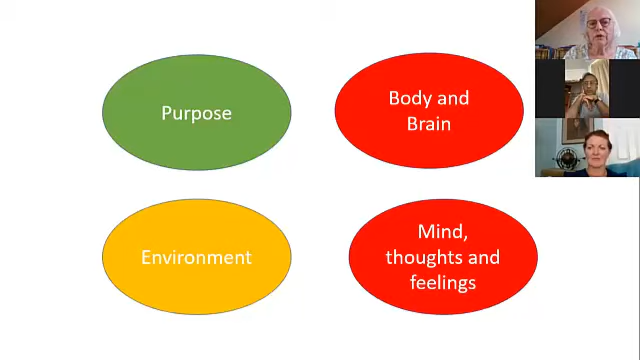 Purpose
Body and
Brain
Environment
Mind,
thoughts and
feelings